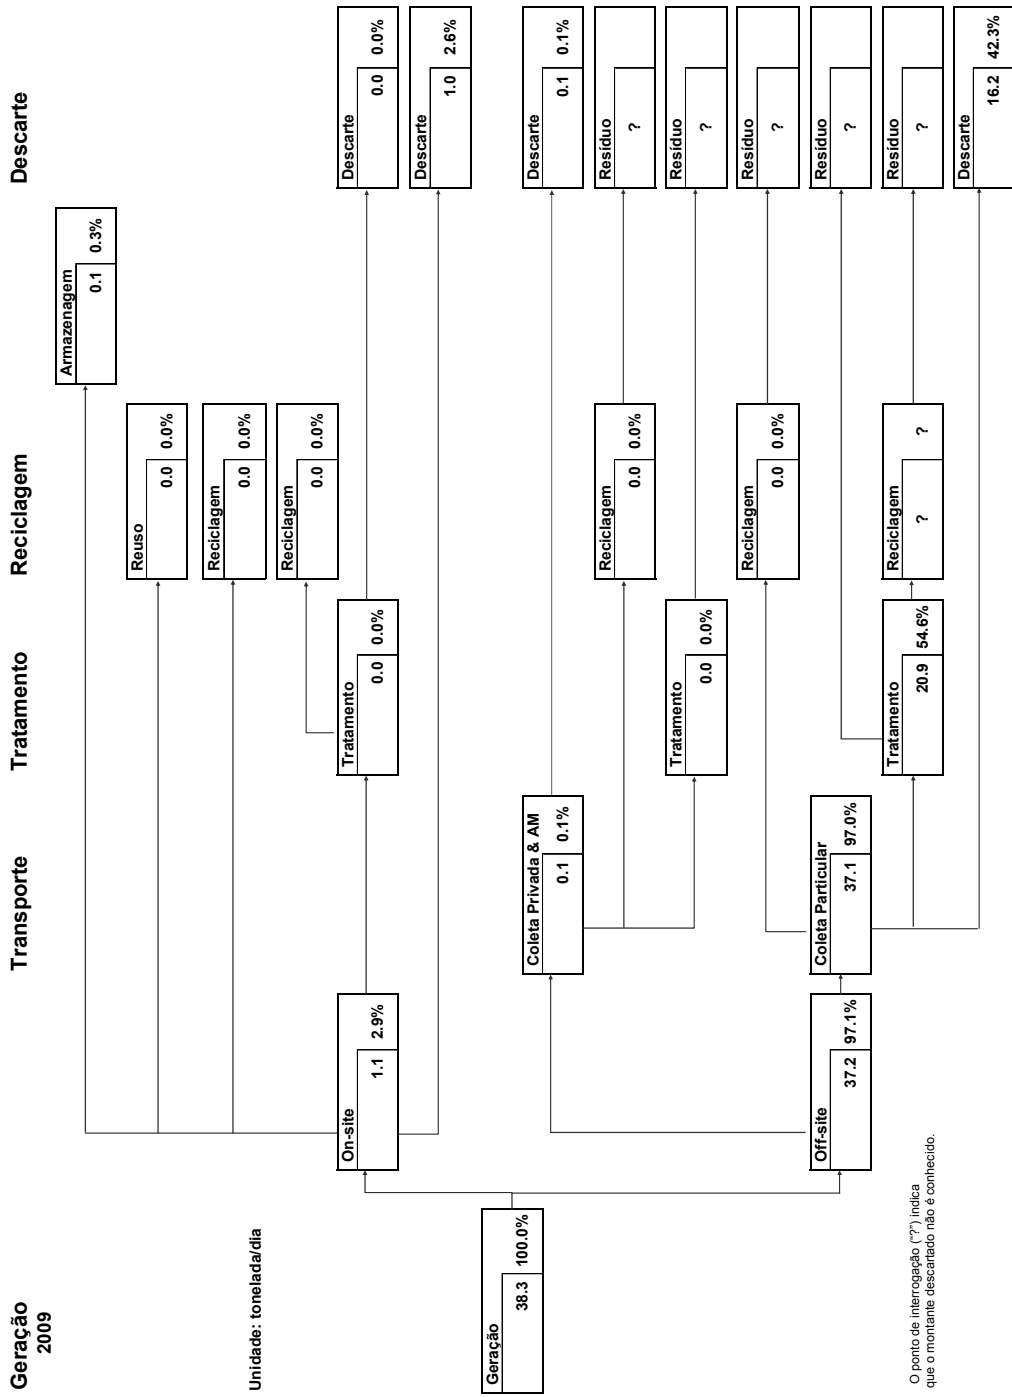 Geração
2009
Transporte
Tratamento
Reciclagem
Descarte
Unidade: tonelada/dia
Armazenagem
0.1 0.3%
Reuso
0.0 0.0%
Reciclagem
0.0 0.0%
Reciclagem
0.0 0.0%
On-site
1.1 2.9%
Tratamento
0.0 0.0%
Descarte
0.0 0.0%
Descarte
1.0 2.6%
Geração
38.3 100.0%
Coleta Privada & AM
0.1 0.1%
Descarte
0.1 0.1%
Reciclagem
0.0 0.0%
Resíduo
?
Tratamento
0.0 0.0%
Resíduo
?
Reciclagem
0.0 0.0%
Resíduo
?
Off-site
37.2 97.1%
Coleta Particular
37.1 97.0%
Resíduo
?
Tratamento
20.9 54.6%
Reciclagem
? ?
Resíduo
?
Descarte
16.2 42.3%
O ponto de interrogação ("?") indica
que o montante descartado não é conhecido.